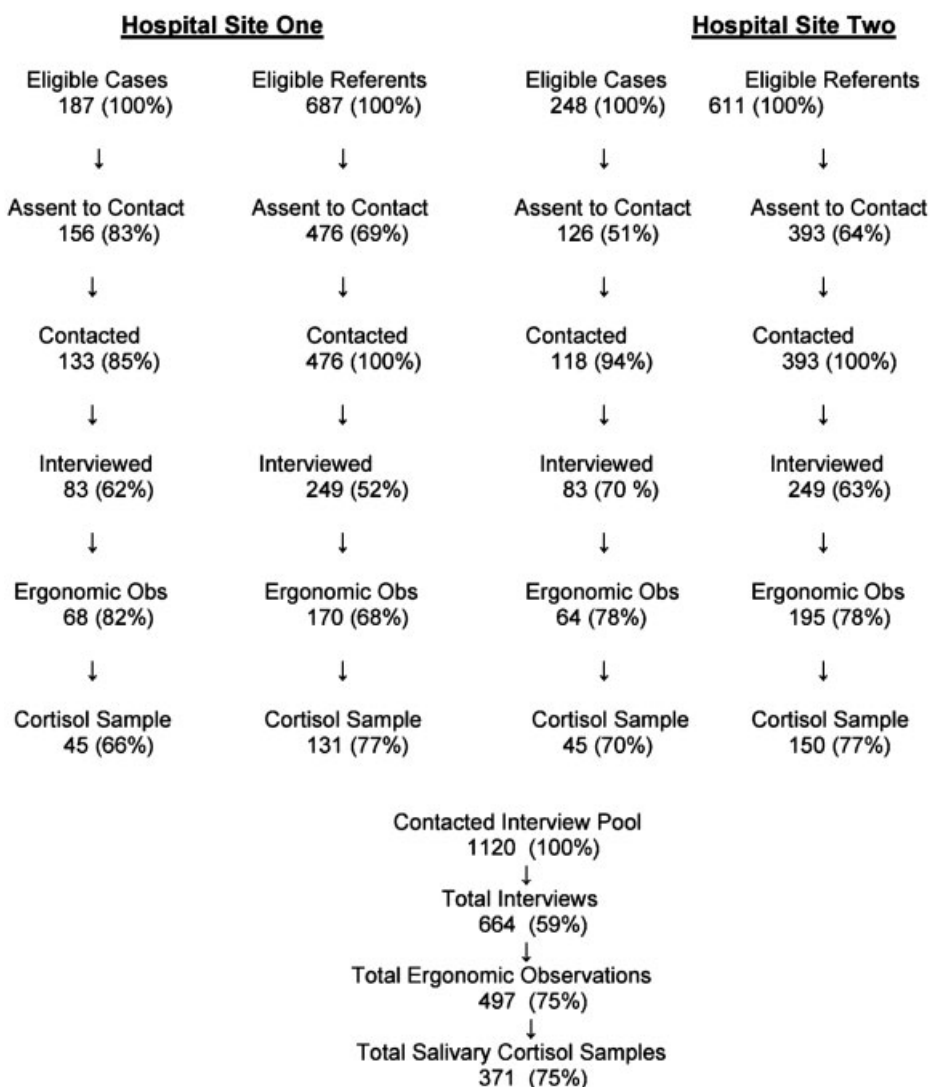 Hospital Site One Hospital Site Two
Eligible Cases Eligible Referents Eligible Cases Eligible Referents
187 (100%) 687 (100%) 248 (100%) 611 (100%)
↓ ↓ ↓ ↓
Assent to Contact Assent to Contact Assent to Contact Assent to Contact
156 (83%) 476 (69%) 126 (51%) 393 (64%)
↓ ↓ ↓ ↓
Contacted Contacted Contacted Contacted
133 (85%) 476 (100%) 118 (94%) 393 (100%)
↓ ↓ ↓ ↓
Interviewed Interviewed Interviewed Interviewed
83 (62%) 249 (52%) 83 (70 %) 249 (63%)
↓ ↓ ↓ ↓
Ergonomic Obs Ergonomic Obs Ergonomic Obs Ergonomic Obs
68 (82%) 170 (68%) 64 (78%) 195 (78%)
↓ ↓ ↓ ↓
Cortisol Sample Cortisol Sample Cortisol Sample Cortisol Sample
45 (66%) 131 (77%) 45 (70%) 150 (77%)
Contacted Interview Pool
1120 (100%)
↓
Total Interviews
664 (59%)
↓
Total Ergonomic Observations
497 (75%)
↓
Total Salivary Cortisol Samples
371 (75%)